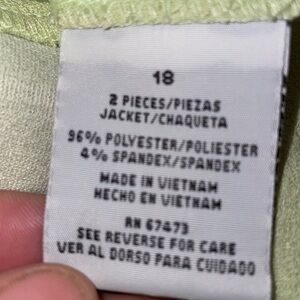 18
2 PIECES/PIEZAS
JACKET/CHAQUETA
96% POLYESTER/POLIESTER
4% SPANDEX/SPANDEX
MADE IN VIETNAM
HECHO EN VIETNAM
RN 67473
SEE REVERSE FOR CARE
VER AL DORSO PARA CUIDADO